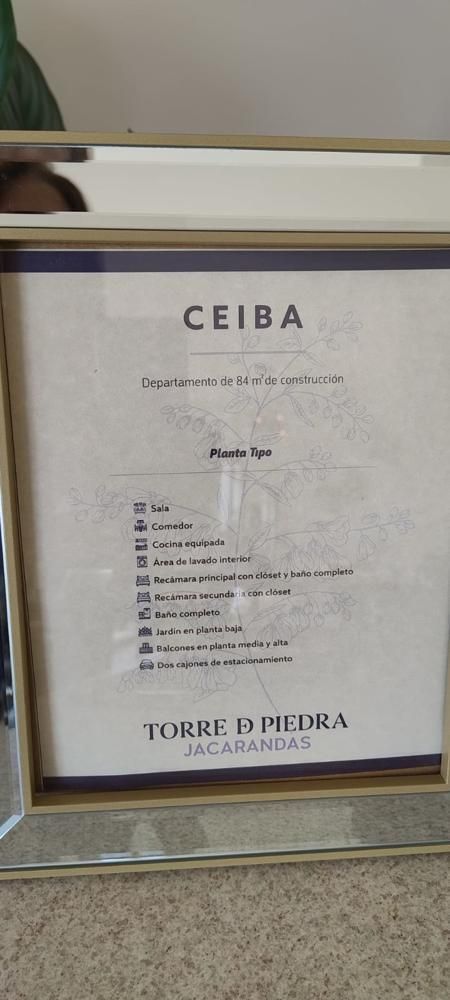 CEIBA
Departamento de 84 m² de construcción
Planta Tipo
Sala
Comedor
Cocina equipada
Área de lavado interior
Recámara principal con clóset y baño completo
Recámara secundaria con clóset
Baño completo
Jardín en planta baja
Balcones en planta media y alta
Dos cajones de estacionamiento
TORRE D PIEDRA
JACARANDAS